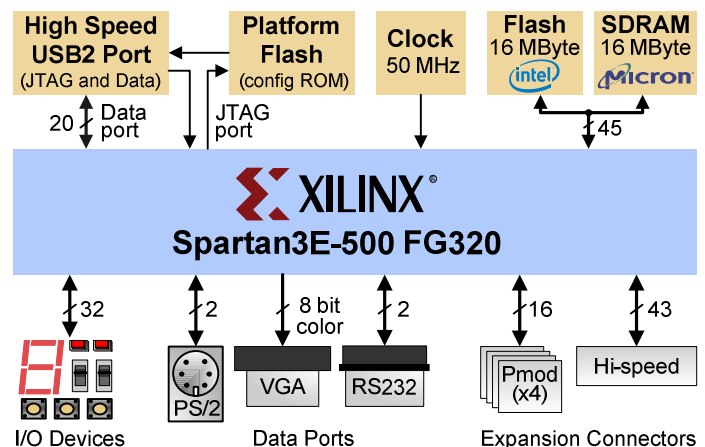 High Speed
USB2 Port
(JTAG and Data)
Platform
Flash
(config ROM)
Clock
50 MHz
Flash
16 MByte
intel
SDRAM
16 MByte
Micron
20
Data
port
JTAG
port
45
XILINX®
Spartan3E-500 FG320
32
2
8 bit
color
2
16
43
PS/2
VGA
RS232
Pmod
(x4)
Hi-speed
I/O Devices
Data Ports
Expansion Connectors